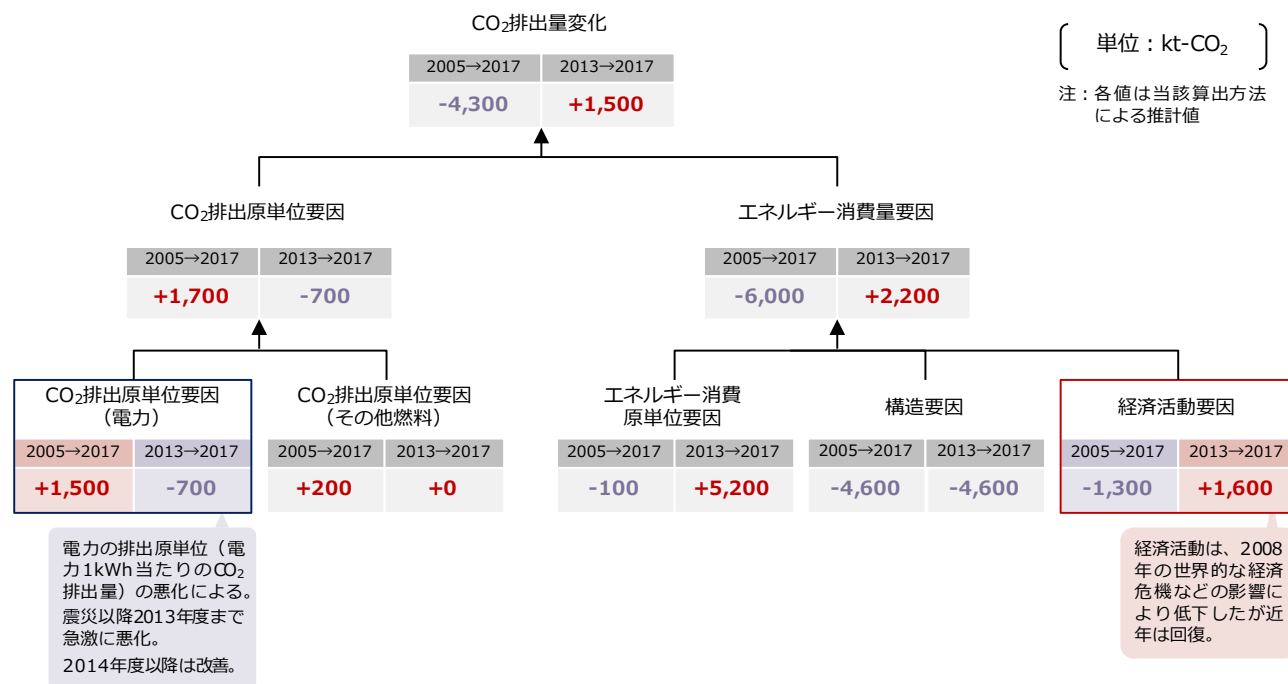 CO₂排出量変化
単位：kt-CO₂
注：各値は当該算出方法
による推計値
2005→2017 2013→2017
-4,300 +1,500
CO₂排出原単位要因
2005→2017 2013→2017
+1,700 -700
エネルギー消費量要因
2005→2017 2013→2017
-6,000 +2,200
CO₂排出原単位要因
（電力）
2005→2017 2013→2017
+1,500 -700
CO₂排出原単位要因
（その他燃料）
2005→2017 2013→2017
+200 +0
エネルギー消費
原単位要因
2005→2017 2013→2017
-100 +5,200
構造要因
2005→2017 2013→2017
-4,600 -4,600
経済活動要因
2005→2017 2013→2017
-1,300 +1,600
電力の排出原単位（電
力1kWh当たりのCO₂
排出量）の悪化による。
震災以降2013年度まで
急激に悪化。
2014年度以降は改善。
経済活動は、2008
年の世界的な経済
危機などの影響に
より低下したが近
年は回復。